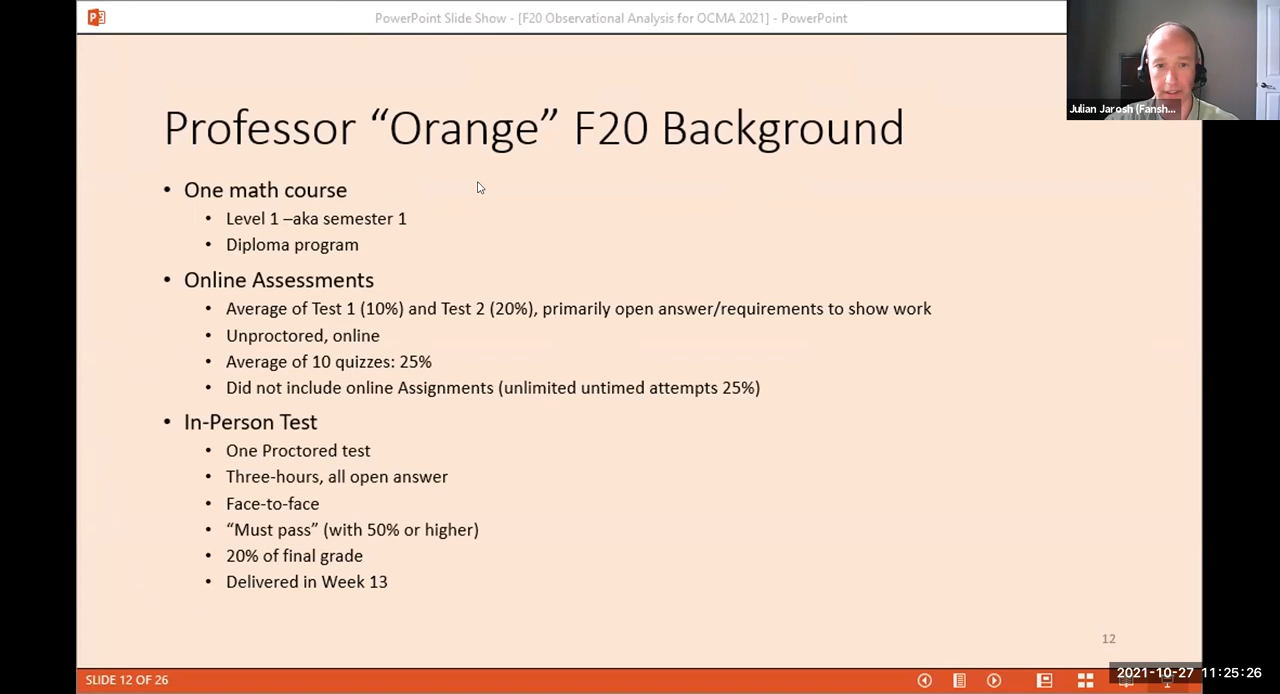 PowerPoint Slide Show - [F20 Observational Analysis for OCMA 2021] - PowerPoint
Julian Jarosh (Fansh...
Professor “Orange” F20 Background
• One math course
• Level 1 –aka semester 1
• Diploma program
• Online Assessments
• Average of Test 1 (10%) and Test 2 (20%), primarily open answer/requirements to show work
• Unproctored, online
• Average of 10 quizzes: 25%
• Did not include online Assignments (unlimited untimed attempts 25%)
• In-Person Test
• One Proctored test
• Three-hours, all open answer
• Face-to-face
• “Must pass” (with 50% or higher)
• 20% of final grade
• Delivered in Week 13
12
SLIDE 12 OF 26
2021-10-27 11:25:26